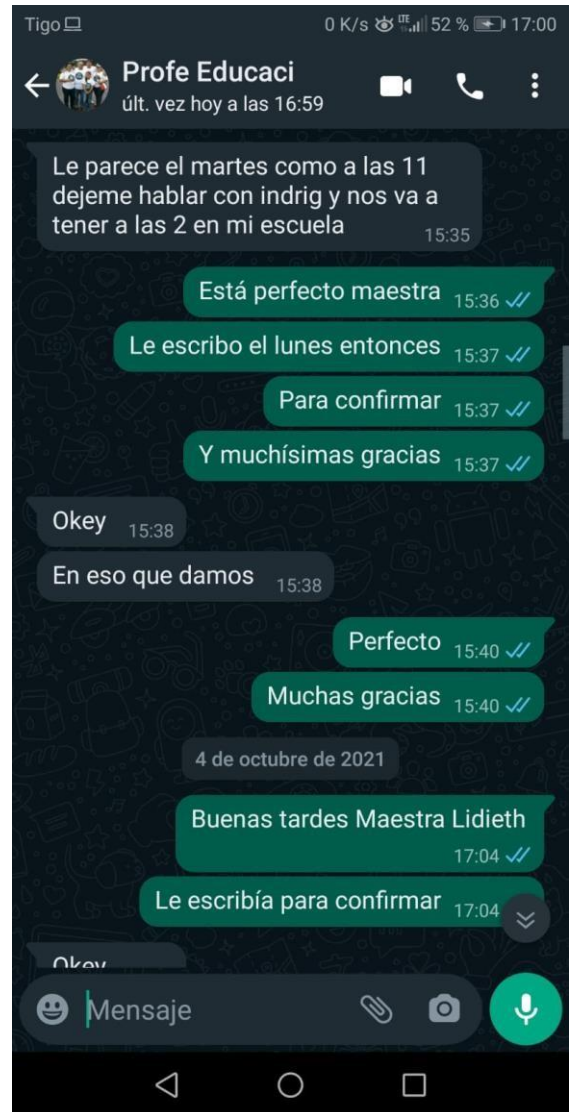 Tigo 0 K/s LTE 52 % 17:00
Profe Educaci
últ. vez hoy a las 16:59
Le parece el martes como a las 11
dejeme hablar con indrig y nos va a
tener a las 2 en mi escuela
15:35
Está perfecto maestra 15:36
Le escribo el lunes entonces 15:37
Para confirmar 15:37
Y muchísimas gracias 15:37
Okey 15:38
En eso que damos 15:38
Perfecto 15:40
Muchas gracias 15:40
4 de octubre de 2021
Buenas tardes Maestra Lidieth
17:04
Le escribía para confirmar 17:04
Okey
Mensaje